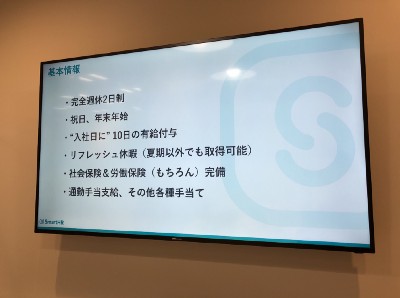 基本情報
・完全週休2日制
・祝日、年末年始
・“入社日に” 10日の有給付与
・リフレッシュ休暇（夏期以外でも取得可能）
・社会保険＆労働保険（もちろん）完備
・通勤手当支給、その他各種手当て
SmartHR